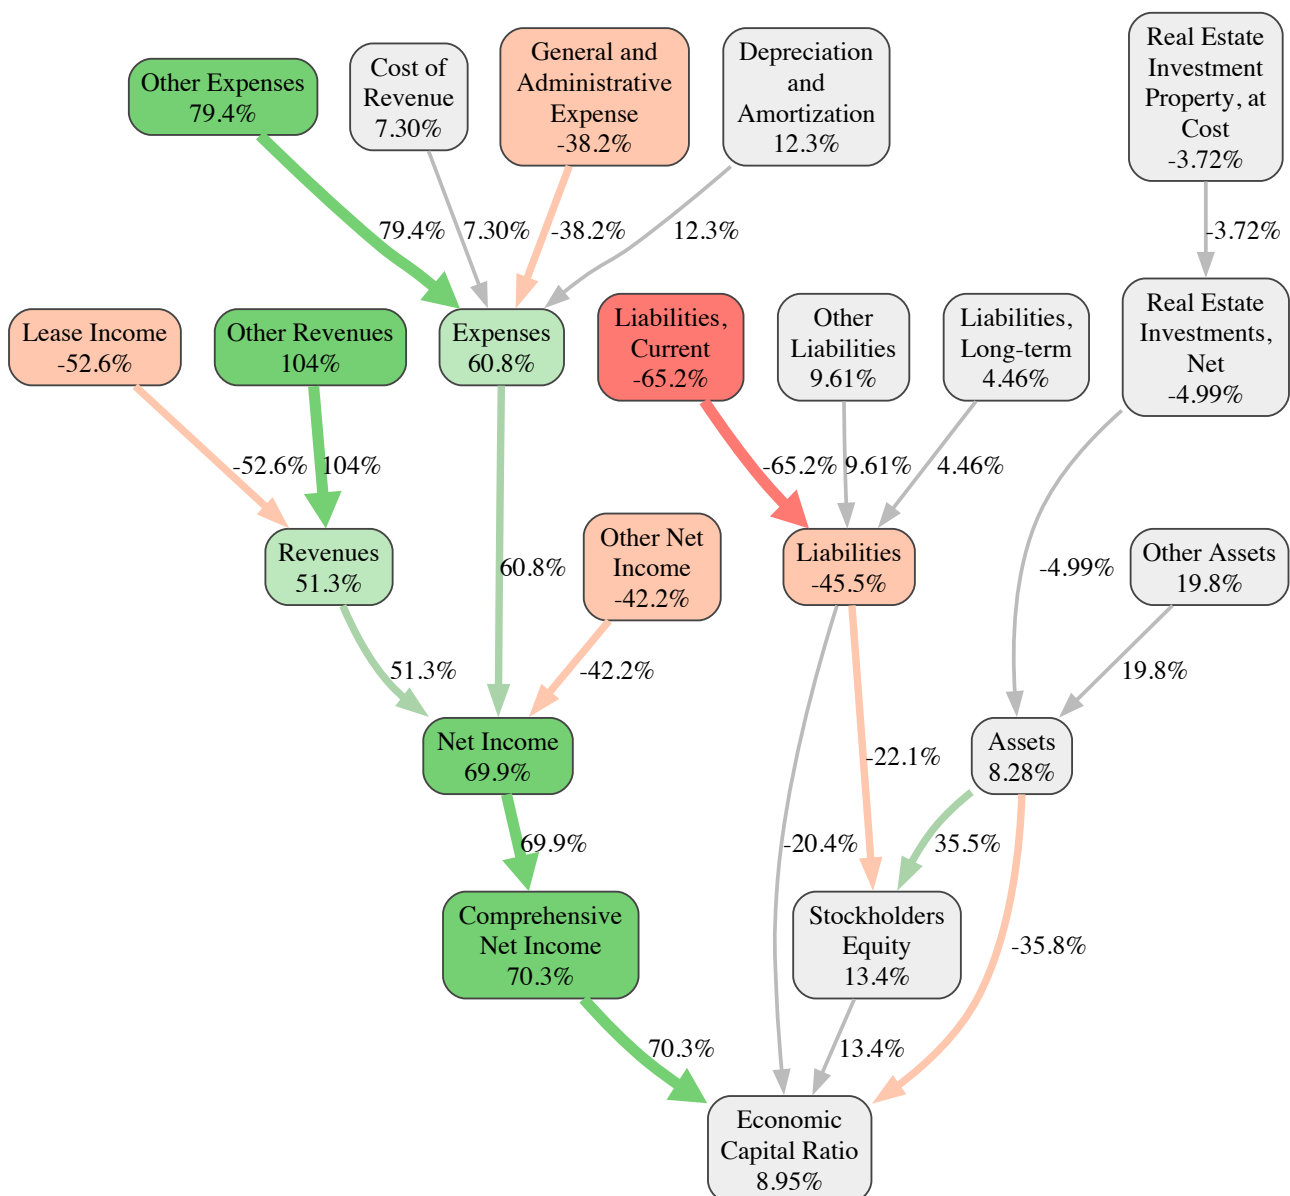 Other Expenses
79.4%
Cost of
Revenue
7.30%
General and
Administrative
Expense
-38.2%
Depreciation
and
Amortization
12.3%
Real Estate
Investment
Property, at
Cost
-3.72%
79.4%
7.30%
-38.2%
12.3%
-3.72%
Lease Income
-52.6%
Other Revenues
104%
Expenses
60.8%
Liabilities,
Current
-65.2%
Other
Liabilities
9.61%
Liabilities,
Long-term
4.46%
Real Estate
Investments,
Net
-4.99%
-52.6%
104%
-65.2%
9.61%
4.46%
Revenues
51.3%
60.8%
Other Net
Income
-42.2%
Liabilities
-45.5%
-4.99%
Other Assets
19.8%
51.3%
-42.2%
19.8%
Net Income
69.9%
-22.1%
Assets
8.28%
69.9%
-20.4%
35.5%
Comprehensive
Net Income
70.3%
Stockholders
Equity
13.4%
-35.8%
70.3%
13.4%
Economic
Capital Ratio
8.95%